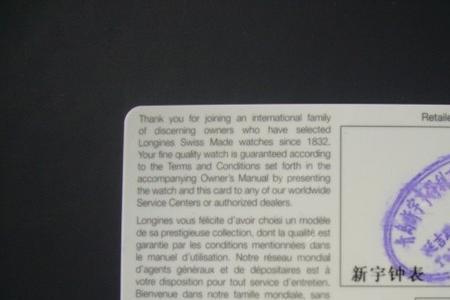 Thank you for joining an international family
of discerning owners who have selected
Longines Swiss Made watches since 1832.
Your fine quality watch is guaranteed according
to the Terms and Conditions set forth in the
accompanying Owner's Manual by presenting
the watch and this card to any of our worldwide
Service Centers or authorized dealers.
Longines vous félicite d'avoir choisi un modèle
de sa prestigieuse collection, dont la qualité est
garantie par les conditions mentionnées dans
le manuel d'utilisation. Notre réseau mondial
d'agents généraux et de dépositaires est à
votre disposition pour tout service d'entretien.
Bienvenue dans notre famille mondiale, sans
Retaile
新宇钟表